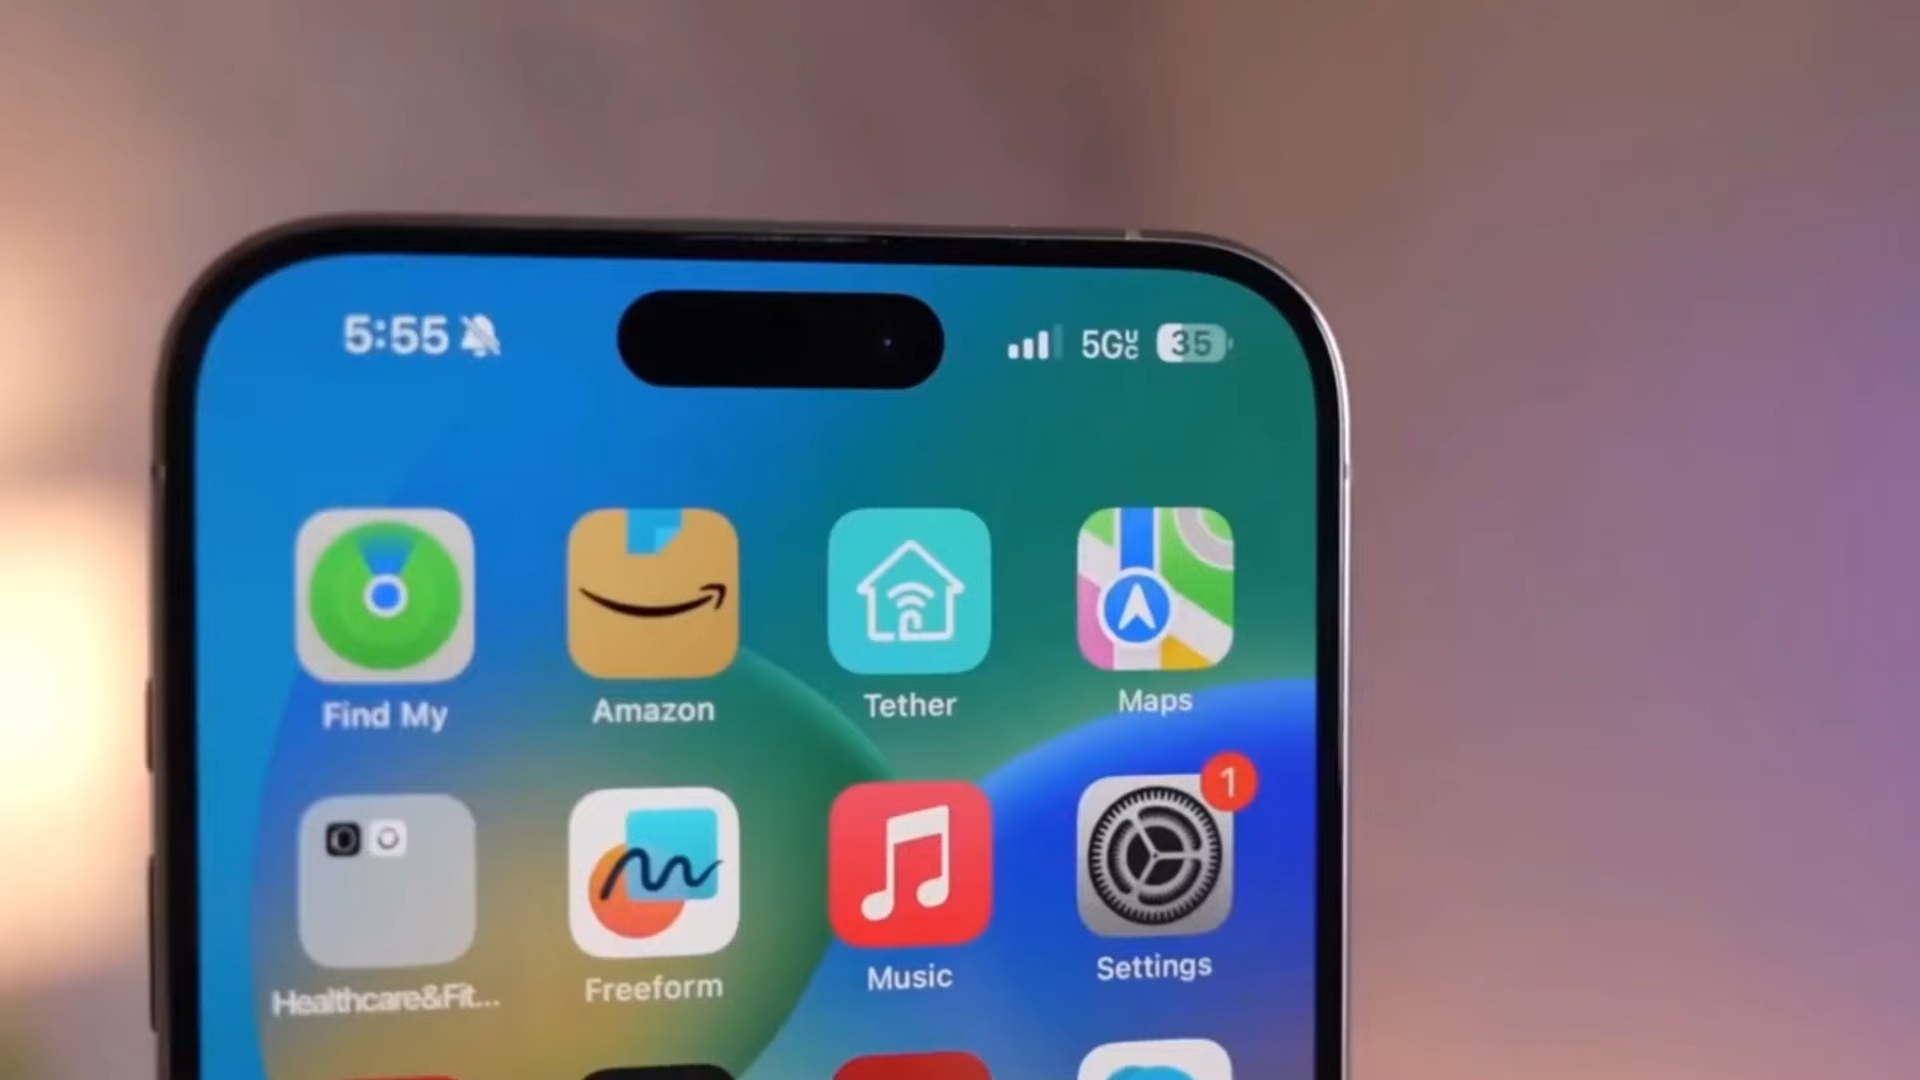 5:55
5G UC 35
Find My
Amazon
Tether
Maps
1
Healthcare&Fit...
Freeform
Music
Settings